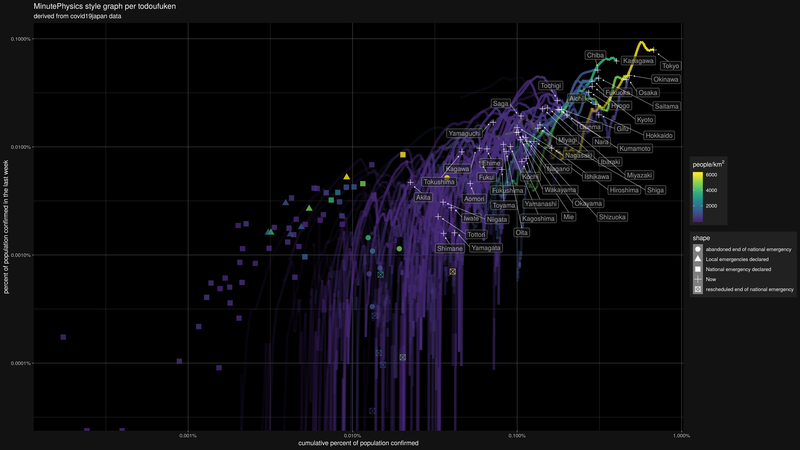 MinutePhysics style graph per todoufuken
derived from covid19japan data
percent of population confirmed in the last week
0.1000%
0.0100%
0.0010%
0.0001%
0.001%
0.010%
0.100%
1.000%
cumulative percent of population confirmed
Chiba
Kanagawa
Tokyo
Okinawa
Tochigi
Aichi
Fukuoka
Osaka
Saga
Hyogo
Saitama
Kyoto
Yamaguchi
Gunma
Gifu
Hokkaido
Miyagi
Nara
Kumamoto
Nagasaki
Ibaraki
Ehime
Kagawa
Nagano
Ishikawa
Miyazaki
Tokushima
Fukui
Kochi
Fukushima
Wakayama
Hiroshima
Shiga
Akita
Aomori
Toyama
Yamanashi
Okayama
Iwate
Niigata
Kagoshima
Mie
Shizuoka
Tottori
Oita
Shimane
Yamagata
people/km²
6000
4000
2000
shape
abandoned end of national emergency
Local emergencies declared
National emergency declared
Now
rescheduled end of national emergency